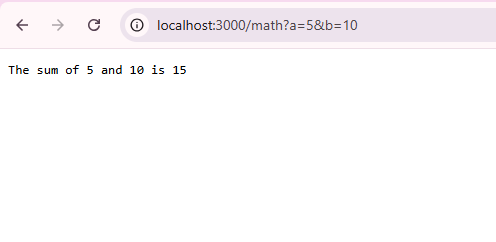 localhost:3000/math?a=5&b=10
The sum of 5 and 10 is 15